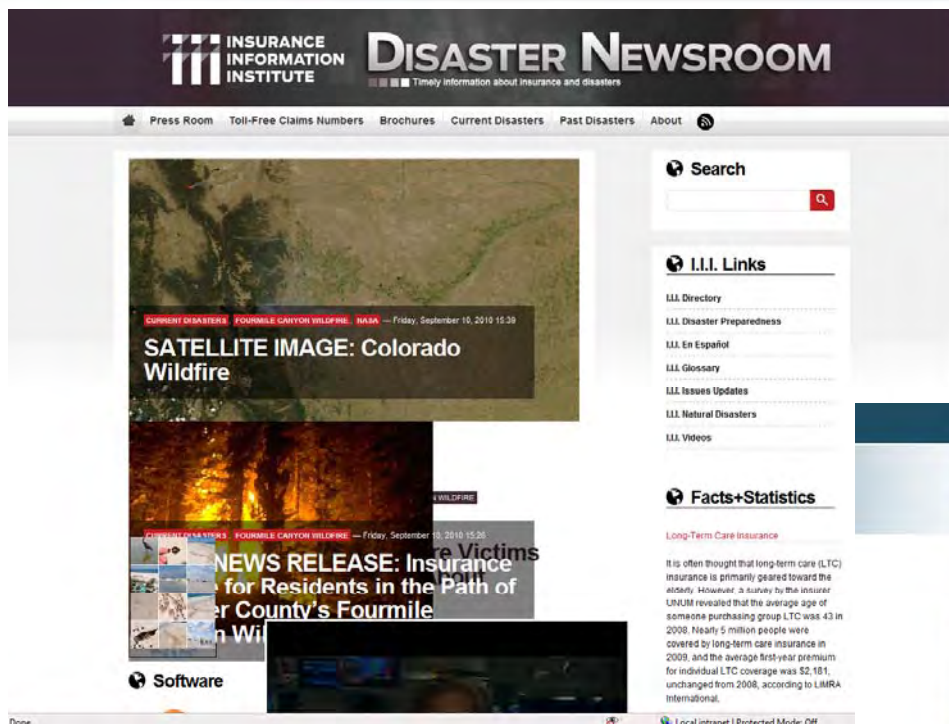 INSURANCE
INFORMATION
INSTITUTE
DISASTER NEWSROOM
Timely information about insurance and disasters
Press Room Toll-Free Claims Numbers Brochures Current Disasters Past Disasters About
CURRENT DISASTERS FOURMILE CANYON WILDFIRE NASA — Friday, September 10, 2010 15:39
SATELLITE IMAGE: Colorado
Wildfire
WILDFIRE
CURRENT DISASTERS FOURMILE CANYON WILDFIRE — Friday, September 10, 2010 15:26
Victims
NEWS RELEASE: Insurance
for Residents in the Path of
County's Fourmile
Software
Search
I.I.I. Links
I.I.I. Directory
I.I.I. Disaster Preparedness
I.I.I. En Español
I.I.I. Glossary
I.I.I. Issues Updates
I.I.I. Natural Disasters
I.I.I. Videos
Facts+Statistics
Long-Term Care Insurance
It is often thought that long-term care (LTC)
insurance is primarily geared toward the
elderly. However, a survey by the insurer
UNUM revealed that the average age of
someone purchasing group LTC was 43 in
2008. Nearly 5 million people were
covered by long-term care insurance in
2009, and the average first-year premium
for individual LTC coverage was $2,181,
unchanged from 2008, according to LIMRA
International.
Done
Local intranet | Protected Mode: Off